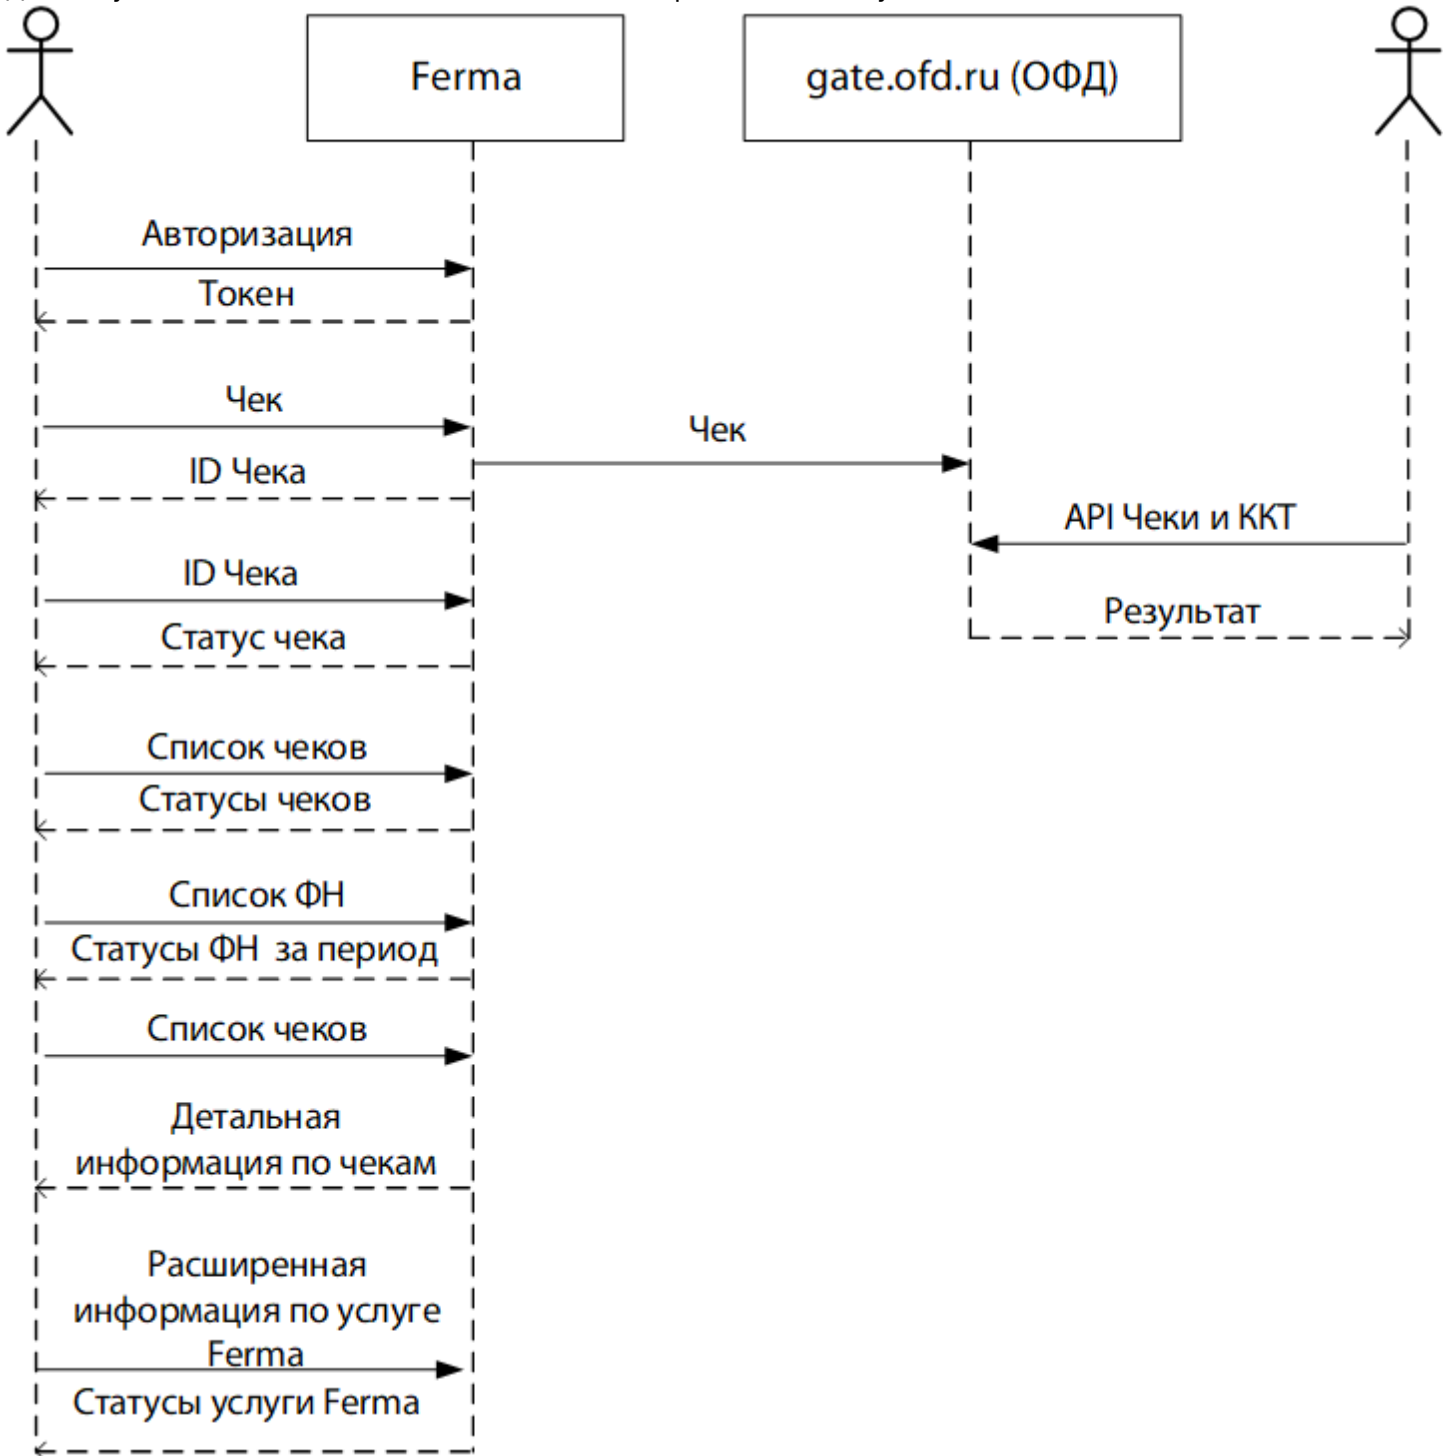 Ferma
gate.ofd.ru (ОФД)
Авторизация
Токен
Чек
Чек
ID Чека
API Чеки и ККТ
ID Чека
Результат
Статус чека
Список чеков
Статусы чеков
Список ФН
Статусы ФН за период
Список чеков
Детальная
информация по чекам
Расширенная
информация по услуге
Ferma
Статусы услуги Ferma